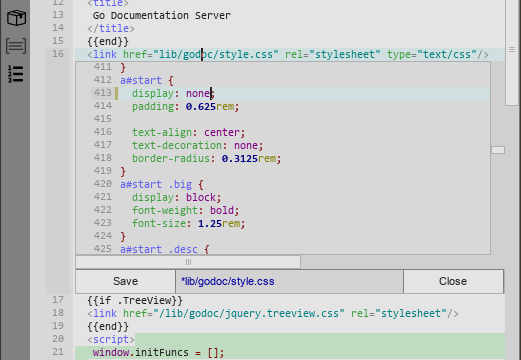 12 <title>
13 Go Documentation Server
14 </title>
15 {{end}}
16 <link href="lib/godoc/style.css" rel="stylesheet" type="text/css"/>
411 }
412 a#start {
413 display: none;
414 padding: 0.625rem;
415
416 text-align: center;
417 text-decoration: none;
418 border-radius: 0.3125rem;
419 }
420 a#start .big {
421 display: block;
422 font-weight: bold;
423 font-size: 1.25rem;
424 }
425 a#start .desc {
Save *lib/godoc/style.css Close
17 {{if .TreeView}}
18 <link href="/lib/godoc/jquery.treeview.css" rel="stylesheet"/>
19 {{end}}
20 <script>
21 window.initFuncs = [];